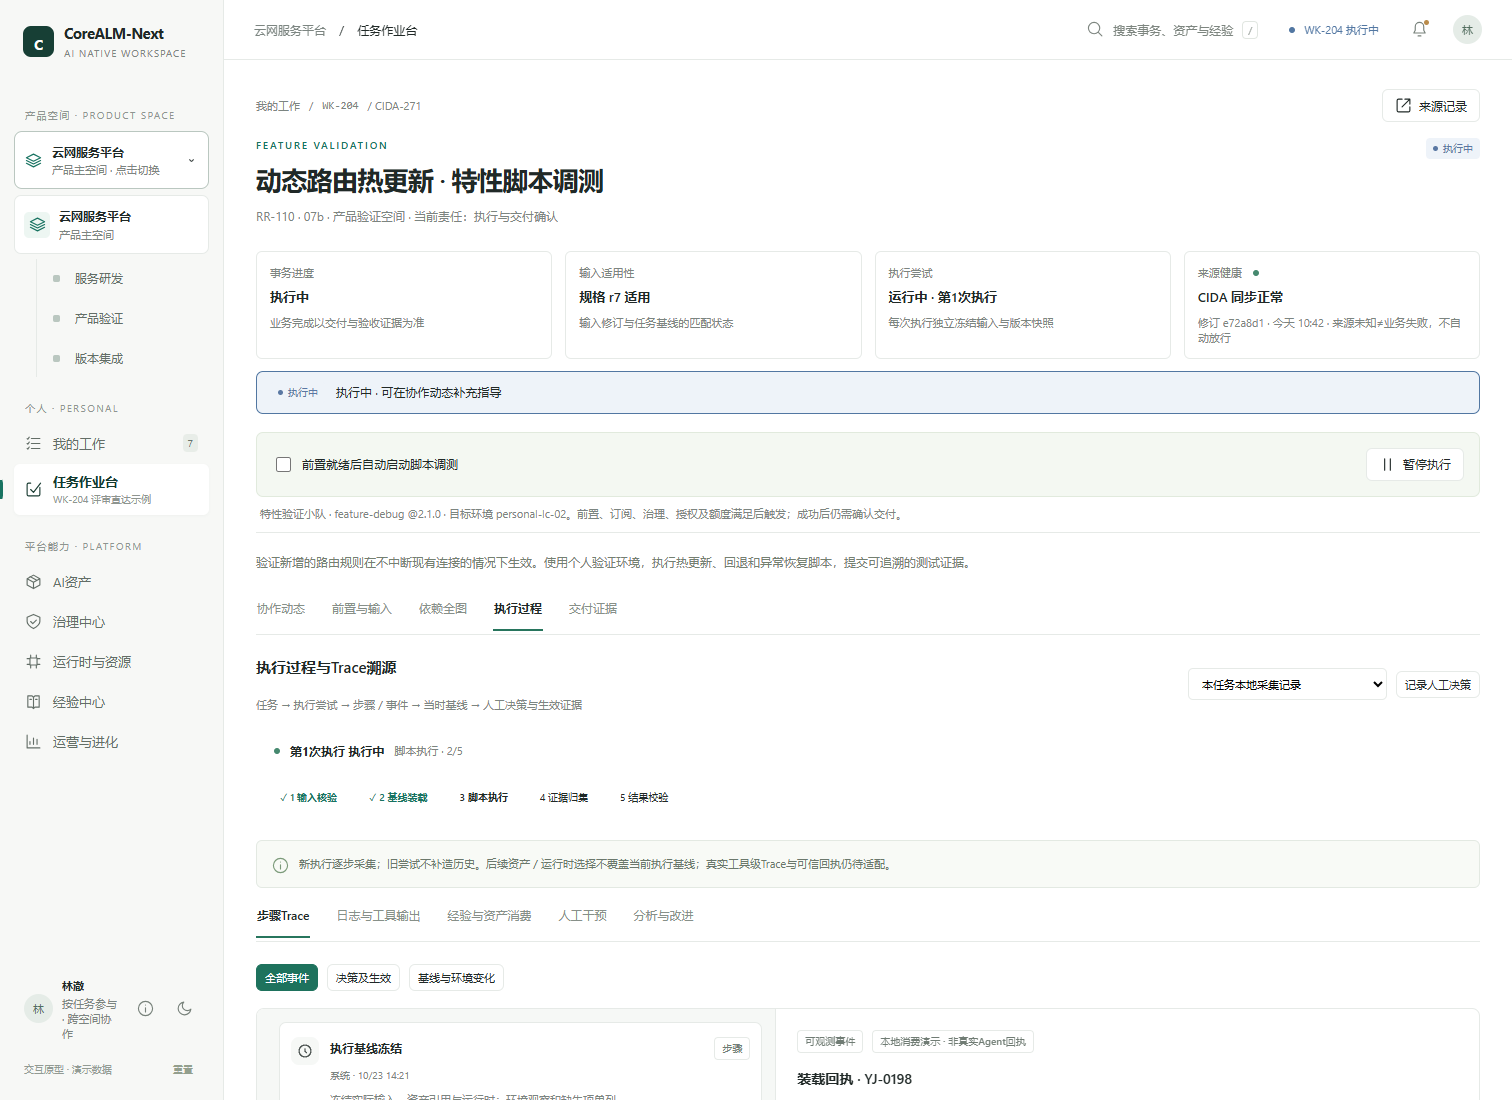 C
CoreALM-Next
AI NATIVE WORKSPACE
产品空间 · PRODUCT SPACE
云网服务平台
产品主空间 · 点击切换
云网服务平台
产品主空间
服务研发
产品验证
版本集成
个人 · PERSONAL
我的工作
7
任务作业台
WK-204 评审直达示例
平台能力 · PLATFORM
AI资产
治理中心
运行时与资源
经验中心
运营与进化
林
林澈
按任务参与
· 跨空间协
作
交互原型 · 演示数据
重置
云网服务平台 / 任务作业台
搜索事务、资产与经验 /
WK-204 执行中
林
我的工作 / WK-204 / CIDA-271
来源记录
FEATURE VALIDATION
执行中
动态路由热更新 · 特性脚本调测
RR-110 · 07b · 产品验证空间 · 当前责任：执行与交付确认
事务进度
执行中
业务完成以交付与验收证据为准
输入适用性
规格 r7 适用
输入修订与任务基线的匹配状态
执行尝试
运行中 · 第1次执行
每次执行独立冻结输入与版本快照
来源健康
CIDA 同步正常
修订 e72a8d1 · 今天 10:42 · 来源未知≠业务失败，不自
动放行
执行中 执行中 · 可在协作动态补充指导
前置就绪后自动启动脚本调测
暂停执行
特性验证小队 · feature-debug @2.1.0 · 目标环境 personal-lc-02。前置、订阅、治理、授权及额度满足后触发；成功后仍需确认交付。
验证新增的路由规则在不中断现有连接的情况下生效。使用个人验证环境，执行热更新、回退和异常恢复脚本，提交可追溯的测试证据。
协作动态 前置与输入 依赖全图 执行过程 交付证据
执行过程与Trace溯源
任务 → 执行尝试 → 步骤 / 事件 → 当时基线 → 人工决策与生效证据
本任务本地采集记录
记录人工决策
第1次执行 执行中 脚本执行 · 2/5
✓ 1 输入核验 ✓ 2 基线装载 3 脚本执行 4 证据归集 5 结果校验
新执行逐步采集；旧尝试不补造历史。后续资产 / 运行时选择不覆盖当前执行基线；真实工具级Trace与可信回执仍待适配。
步骤Trace 日志与工具输出 经验与资产消费 人工干预 分析与改进
全部事件 决策及生效 基线与环境变化
执行基线冻结
步骤
系统 · 10/23 14:21
冻结实际输入、资产引用与运行时；环境观察和缺失项单列
可观测事件 本地消费演示 · 非真实Agent回执
装载回执 · YJ-0198